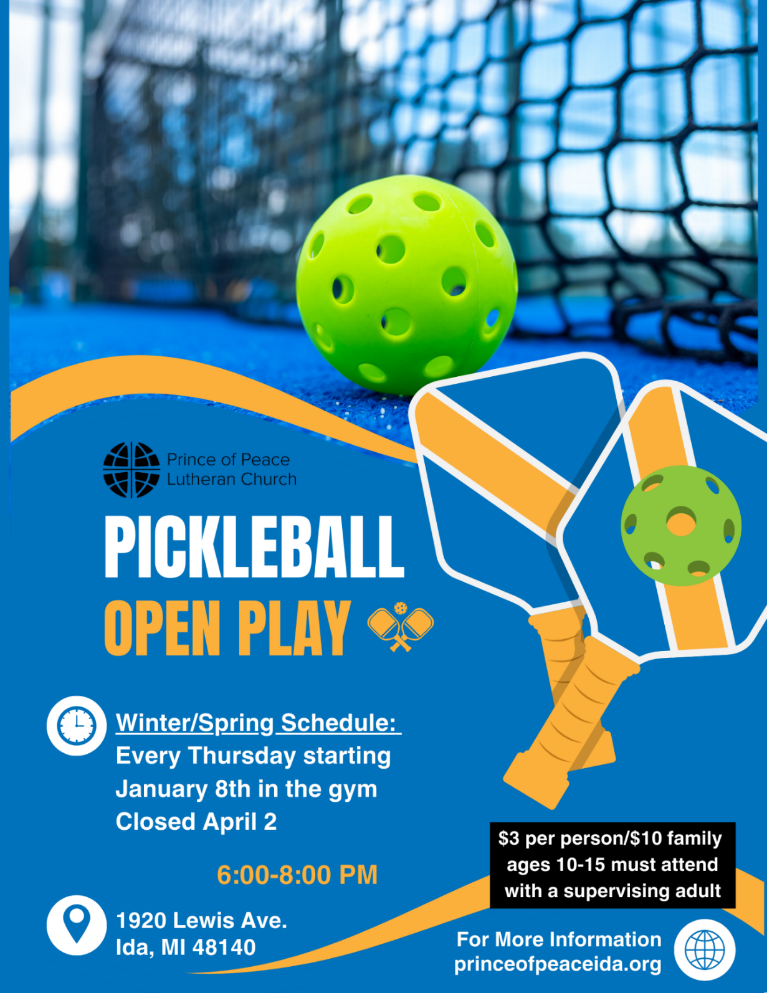 Prince of Peace
Lutheran Church
PICKLEBALL
OPEN PLAY
Winter/Spring Schedule:
Every Thursday starting
January 8th in the gym
Closed April 2
6:00-8:00 PM
$3 per person/$10 family
ages 10-15 must attend
with a supervising adult
1920 Lewis Ave.
Ida, MI 48140
For More Information
princeofpeaceida.org